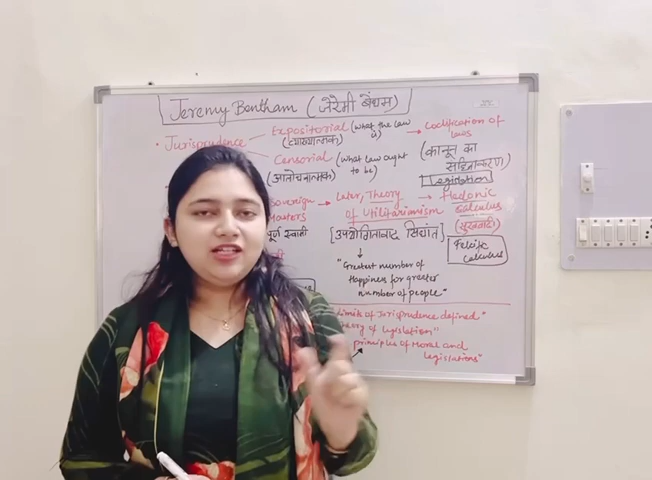 Jeremy Bentham (जेरेमी बेंथम)
• Jurisprudence
Expositorial (what the law is)
(व्याख्यात्मक)
Censorial (what law ought to be)
(आलोचनात्मक)
→ Codification of laws
(कानून का
संहिताकरण)
Legislation
Sovereign Masters
पूर्ण स्वामी
→ Later, Theory
of Utilitarianism
[उपयोगितावाद सिद्धांत]
→ Hedonic
calculus
(सुखवादी)
Felicific
calculus
↓
"Greatest number of
Happiness for greater
number of people"
Limits of Jurisprudence defined"
Theory of legislation"
principles of Moral and
legislations"